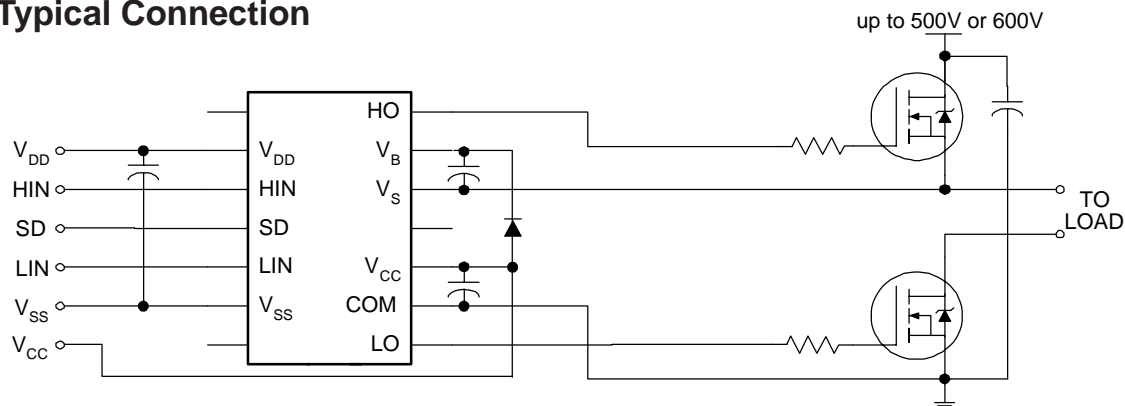 Typical Connection
up to 500V or 600V
HO
VDD
VDD
VB
HIN
HIN
VS
TO
LOAD
SD
SD
LIN
LIN
VCC
VSS
VSS
COM
VCC
LO